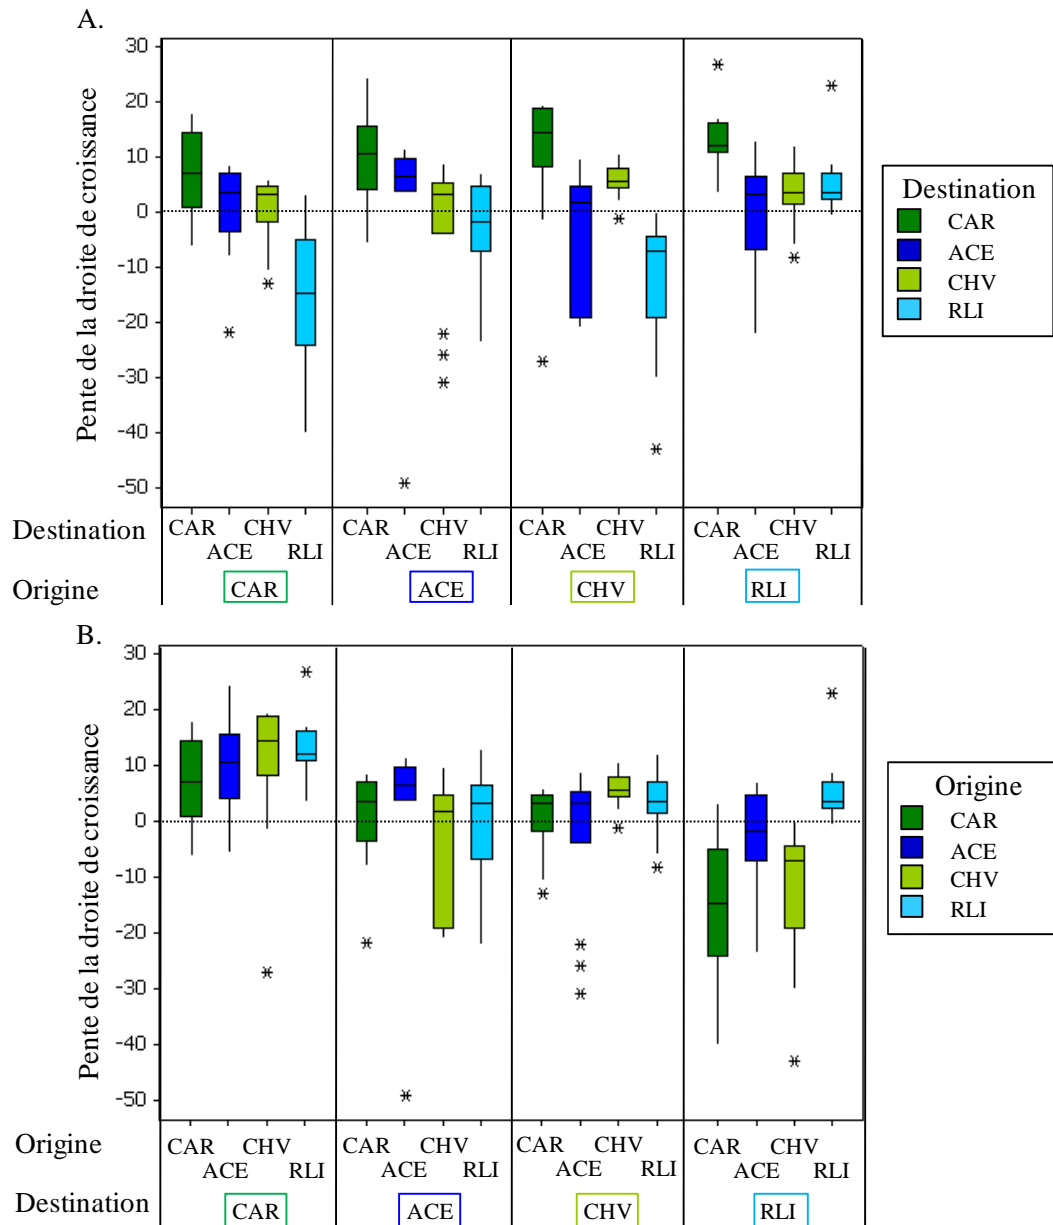 A.
Pente de la droite de croissance
30
20
10
0
-10
-20
-30
-40
-50
Destination
CAR
ACE
CHV
RLI
Destination
CAR
ACE
CHV
RLI
CAR
ACE
CHV
RLI
CAR
ACE
CHV
RLI
CAR
ACE
CHV
RLI
Origine
CAR
ACE
CHV
RLI
B.
Pente de la droite de croissance
30
20
10
0
-10
-20
-30
-40
-50
Origine
CAR
ACE
CHV
RLI
Origine
CAR
ACE
CHV
RLI
CAR
ACE
CHV
RLI
CAR
ACE
CHV
RLI
CAR
ACE
CHV
RLI
Destination
CAR
ACE
CHV
RLI